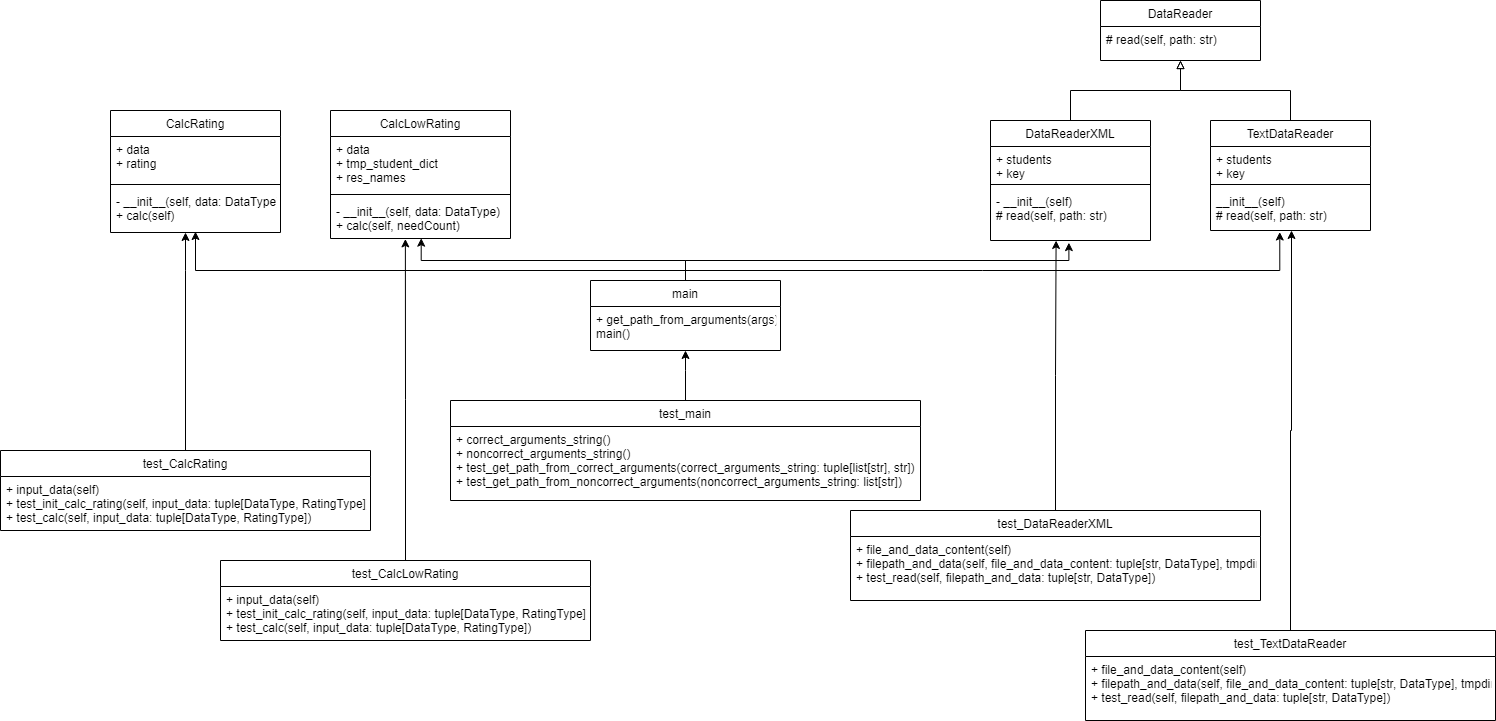 DataReader
# read(self, path: str)
CalcRating
+ data
+ rating
- __init__(self, data: DataType
+ calc(self)
CalcLowRating
+ data
+ tmp_student_dict
+ res_names
- __init__(self, data: DataType)
+ calc(self, needCount)
DataReaderXML
+ students
+ key
- __init__(self)
# read(self, path: str)
TextDataReader
+ students
+ key
__init__(self)
# read(self, path: str)
main
+ get_path_from_arguments(args)
main()
test_main
+ correct_arguments_string()
+ noncorrect_arguments_string()
+ test_get_path_from_correct_arguments(correct_arguments_string: tuple[list[str], str])
+ test_get_path_from_noncorrect_arguments(noncorrect_arguments_string: list[str])
test_CalcRating
+ input_data(self)
+ test_init_calc_rating(self, input_data: tuple[DataType, RatingType]
+ test_calc(self, input_data: tuple[DataType, RatingType])
test_DataReaderXML
+ file_and_data_content(self)
+ filepath_and_data(self, file_and_data_content: tuple[str, DataType], tmpdi
+ test_read(self, filepath_and_data: tuple[str, DataType])
test_CalcLowRating
+ input_data(self)
+ test_init_calc_rating(self, input_data: tuple[DataType, RatingType]
+ test_calc(self, input_data: tuple[DataType, RatingType])
test_TextDataReader
+ file_and_data_content(self)
+ filepath_and_data(self, file_and_data_content: tuple[str, DataType], tmpdi
+ test_read(self, filepath_and_data: tuple[str, DataType])